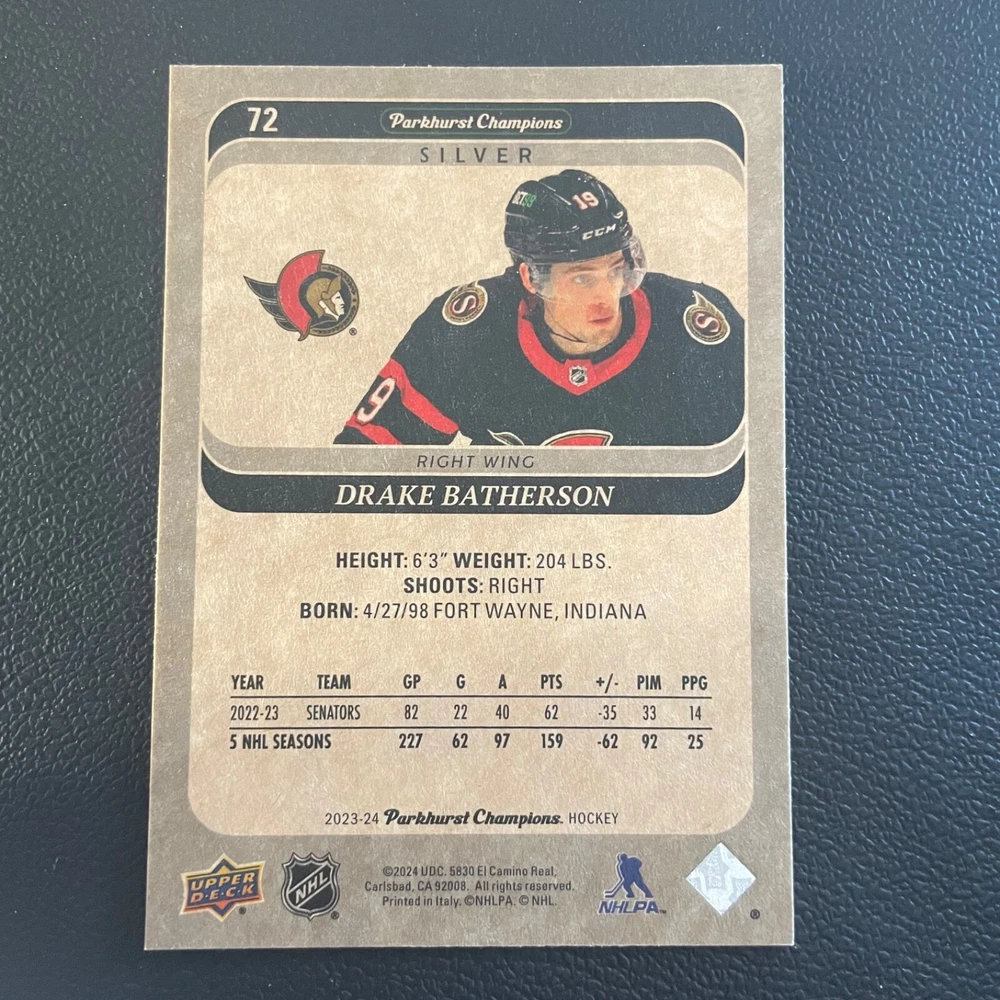 72 Parkhurst Champions
SILVER
19
CCM
19
RIGHT WING
DRAKE BATHERSON
HEIGHT: 6'3" WEIGHT: 204 LBS.
SHOOTS: RIGHT
BORN: 4/27/98 FORT WAYNE, INDIANA
YEAR TEAM GP G A PTS +/- PIM PPG
2022-23 SENATORS 82 22 40 62 -35 33 14
5 NHL SEASONS 227 62 97 159 -62 92 25
2023-24 Parkhurst Champions. HOCKEY
UPPER
D·E·C·K
®
NHL
®
©2024 UDC. 5830 El Camino Real,
Carlsbad, CA 92008. All rights reserved.
Printed in Italy. ©NHLPA. © NHL.
NHLPA™
®